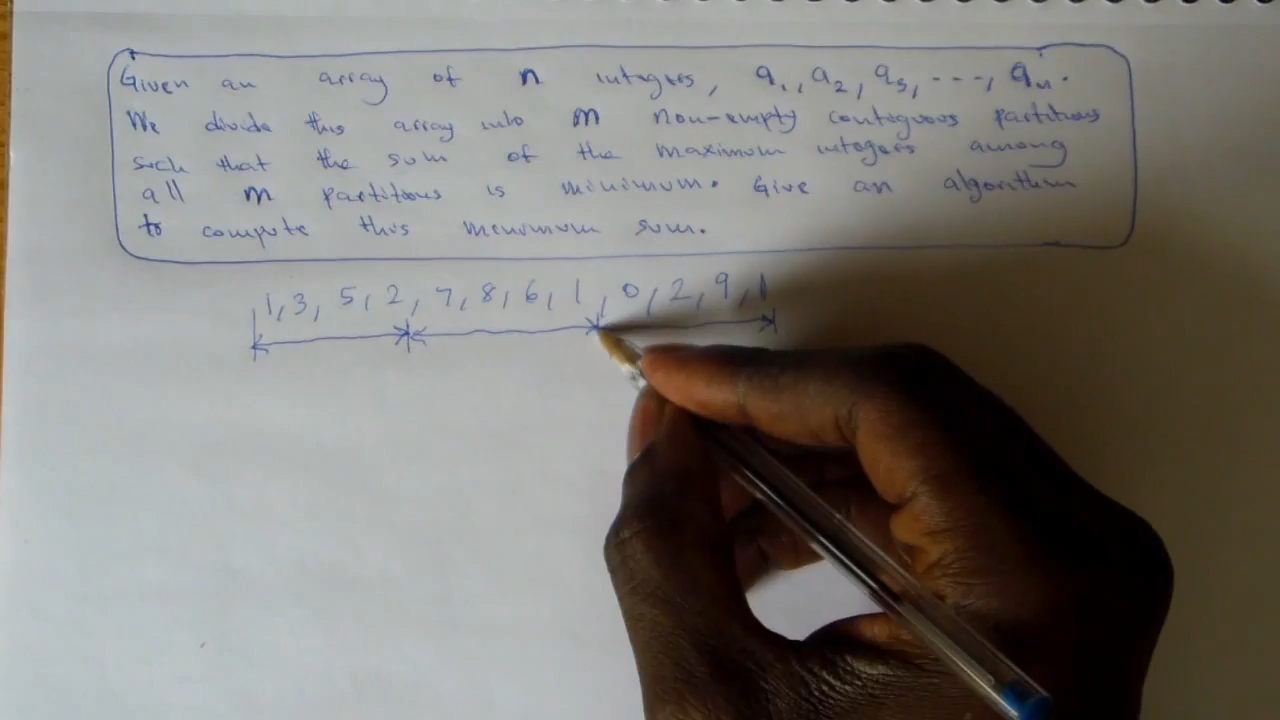 Given an array of n integers, a1, a2, a3, ---, an.
We divide this array into m non-empty contiguous partitions
such that the sum of the maximum integers among
all m partitions is minimum. Give an algorithm
to compute this minimum sum.
1, 3, 5, 2, 7, 8, 6, 1, 0, 2, 9, 1